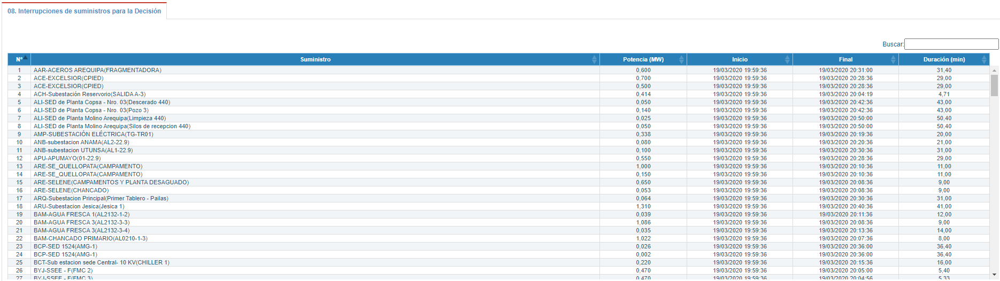 08. Interrupciones de suministros para la Decisión
Buscar:
Nº Suministro Potencia (MW) Inicio Final Duración (min)
1 AAR-ACEROS AREQUIPA(FRAGMENTADORA) 0,600 19/03/2020 19:59:36 19/03/2020 20:31:00 31,40
2 ACE-EXCELSIOR(CPIED) 0,700 19/03/2020 19:59:36 19/03/2020 20:28:36 29,00
3 ACE-EXCELSIOR(CPIED) 0,500 19/03/2020 19:59:36 19/03/2020 20:28:36 29,00
4 ACH-Subestación Reservorio(SALIDA A-3) 0,414 19/03/2020 19:59:36 19/03/2020 20:04:19 4,71
5 ALI-SED de Planta Copsa - Nro. 03(Descerado 440) 0,050 19/03/2020 19:59:36 19/03/2020 20:42:36 43,00
6 ALI-SED de Planta Copsa - Nro. 03(Pozo 3) 0,140 19/03/2020 19:59:36 19/03/2020 20:42:36 43,00
7 ALI-SED de Planta Molino Arequipa(Limpieza 440) 0,025 19/03/2020 19:59:36 19/03/2020 20:50:00 50,40
8 ALI-SED de Planta Molino Arequipa(Silos de recepcion 440) 0,050 19/03/2020 19:59:36 19/03/2020 20:50:00 50,40
9 AMP-SUBESTACIÓN ELÉCTRICA(TG-TR01) 0,338 19/03/2020 19:59:36 19/03/2020 20:19:36 20,00
10 ANB-subestacion ANAMA(AL2-22.9) 0,080 19/03/2020 19:59:36 19/03/2020 20:20:36 21,00
11 ANB-subestacion UTUNSA(AL1-22.9) 0,100 19/03/2020 19:59:36 19/03/2020 20:30:36 31,00
12 APU-APUMAYO(01-22.9) 0,550 19/03/2020 19:59:36 19/03/2020 20:28:36 29,00
13 ARE-SE_QUELLOPATA(CAMPAMENTO) 1,000 19/03/2020 19:59:36 19/03/2020 20:10:36 11,00
14 ARE-SE_QUELLOPATA(CAMPAMENTO) 0,150 19/03/2020 19:59:36 19/03/2020 20:10:36 11,00
15 ARE-SELENE(CAMPAMENTOS Y PLANTA DESAGUADO) 0,650 19/03/2020 19:59:36 19/03/2020 20:08:36 9,00
16 ARE-SELENE(CHANCADO) 0,053 19/03/2020 19:59:36 19/03/2020 20:08:36 9,00
17 ARQ-Subestacion Principal(Primer Tablero - Pailas) 0,064 19/03/2020 19:59:36 19/03/2020 20:30:36 31,00
18 ARU-Subestacion Jesica(Jesica 1) 1,310 19/03/2020 19:59:36 19/03/2020 20:40:36 41,00
19 BAM-AGUA FRESCA 1(AL2132-1-2) 0,039 19/03/2020 19:59:36 19/03/2020 20:11:36 12,00
20 BAM-AGUA FRESCA 3(AL2132-3-3) 1,086 19/03/2020 19:59:36 19/03/2020 20:08:36 9,00
21 BAM-AGUA FRESCA 3(AL2132-3-4) 0,035 19/03/2020 19:59:36 19/03/2020 20:13:36 14,00
22 BAM-CHANCADO PRIMARIO(AL0210-1-3) 1,022 19/03/2020 19:59:36 19/03/2020 20:07:36 8,00
23 BCP-SED 1524(AMG-1) 0,026 19/03/2020 19:59:36 19/03/2020 20:36:00 36,40
24 BCP-SED 1524(AMG-1) 0,002 19/03/2020 19:59:36 19/03/2020 20:36:00 36,40
25 BCT-Sub estacion sede Central- 10 KV(CHILLER 1) 0,220 19/03/2020 19:59:36 19/03/2020 20:15:36 16,00
26 BYJ-SSEE - F(FMC 2) 0,470 19/03/2020 19:59:36 19/03/2020 20:05:00 5,40
27 BYJ-SSEE - F(FMC 3) 0,470 19/03/2020 19:59:36 19/03/2020 20:04:56 5,33